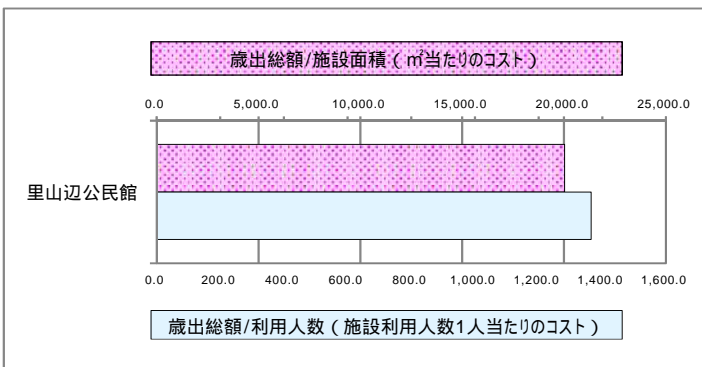 歳出総額/施設面積(㎡当たりのコスト)
0.0 5,000.0 10,000.0 15,000.0 20,000.0 25,000.0
里山辺公民館
0.0 200.0 400.0 600.0 800.0 1,000.0 1,200.0 1,400.0 1,600.0
歳出総額/利用人数(施設利用人数1人当たりのコスト)